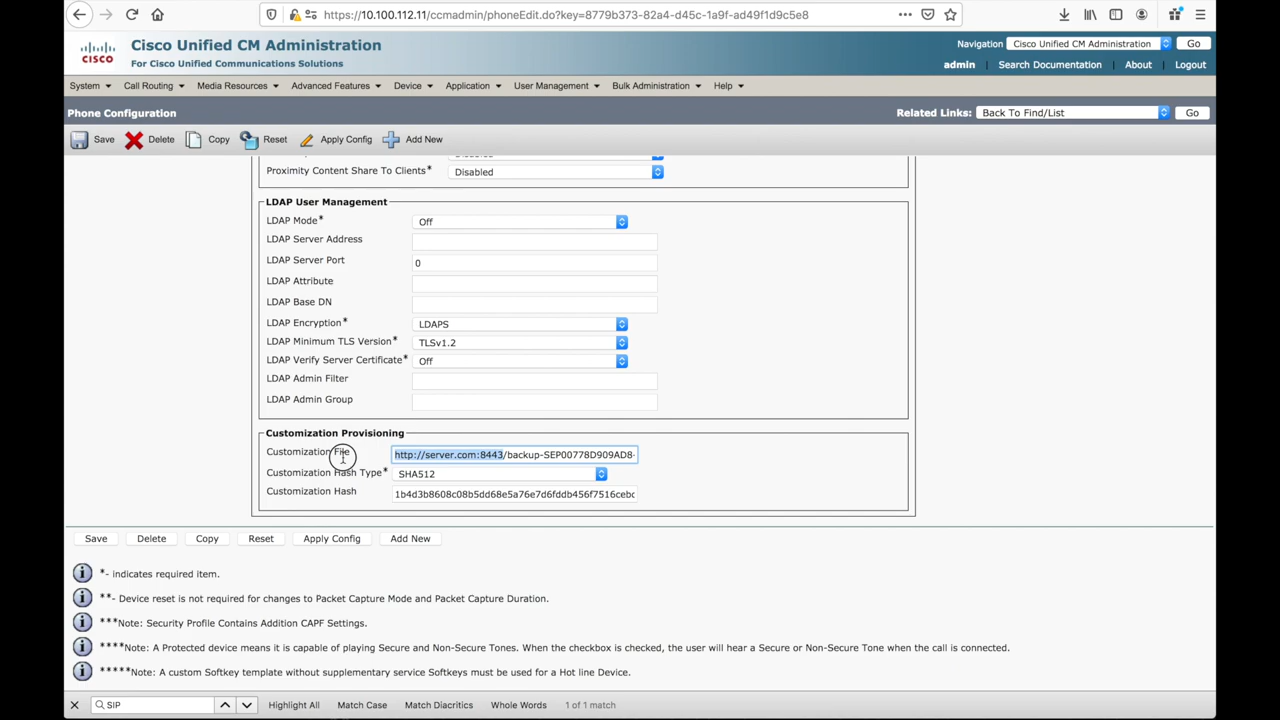 https://10.100.112.11/ccmadmin/phoneEdit.do?key=8779b373-82a4-d45c-1a9f-ad49f1d9c5e8
Cisco Unified CM Administration
For Cisco Unified Communications Solutions
CISCO
Navigation Cisco Unified CM Administration Go
admin | Search Documentation | About | Logout
System Call Routing Media Resources Advanced Features Device Application User Management Bulk Administration Help
Phone Configuration
Related Links: Back To Find/List Go
Save Delete Copy Reset Apply Config Add New
Proximity Content Share To Clients* Disabled
LDAP User Management
LDAP Mode* Off
LDAP Server Address
LDAP Server Port 0
LDAP Attribute
LDAP Base DN
LDAP Encryption* LDAPS
LDAP Minimum TLS Version* TLSv1.2
LDAP Verify Server Certificate* Off
LDAP Admin Filter
LDAP Admin Group
Customization Provisioning
Customization File http://server.com:8443/backup-SEP00778D909AD8-
Customization Hash Type* SHA512
Customization Hash 1b4d3b8608c08b5dd68e5a76e7d6fddb456f7516cebc
Save Delete Copy Reset Apply Config Add New
*- indicates required item.
**- Device reset is not required for changes to Packet Capture Mode and Packet Capture Duration.
***Note: Security Profile Contains Addition CAPF Settings.
****Note: A Protected device means it is capable of playing Secure and Non-Secure Tones. When the checkbox is checked, the user will hear a Secure or Non-Secure Tone when the call is connected.
*****Note: A custom Softkey template without supplementary service Softkeys must be used for a Hot line Device.
SIP Highlight All Match Case Match Diacritics Whole Words 1 of 1 match